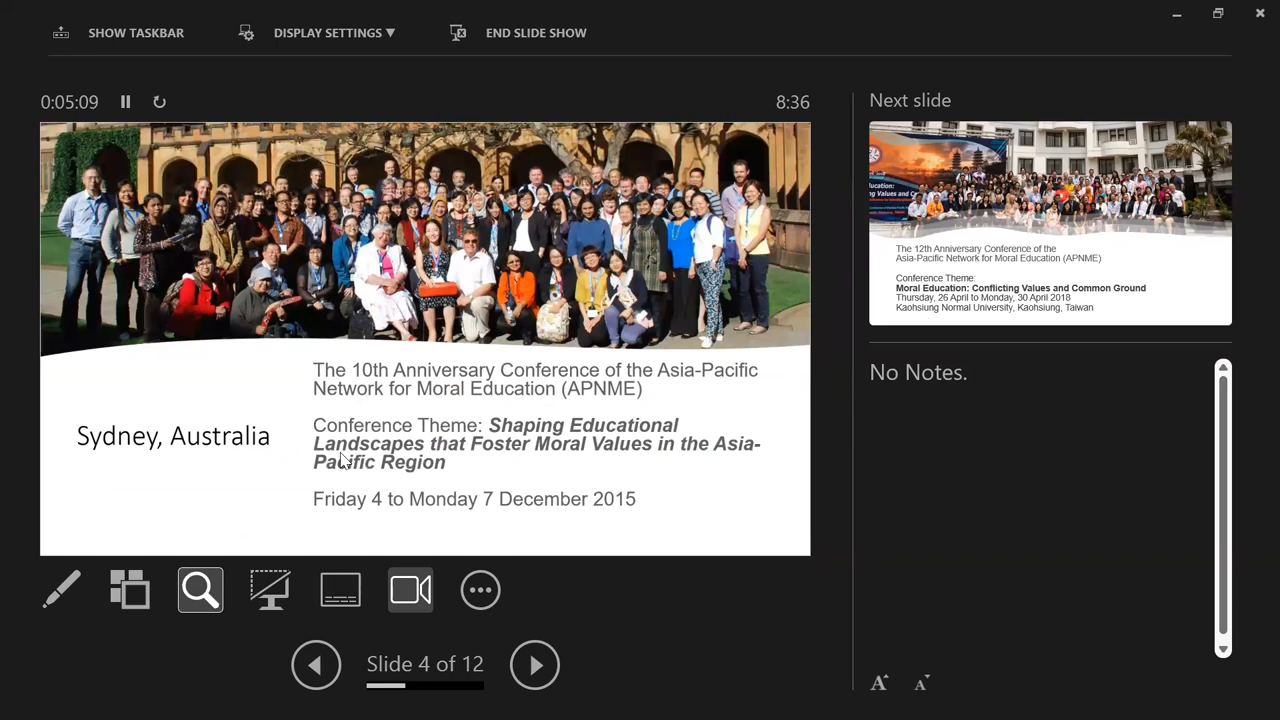 SHOW TASKBAR
DISPLAY SETTINGS ▼
END SLIDE SHOW
0:05:09
8:36
Sydney, Australia
The 10th Anniversary Conference of the Asia-Pacific
Network for Moral Education (APNME)
Conference Theme: Shaping Educational
Landscapes that Foster Moral Values in the Asia-
Pacific Region
Friday 4 to Monday 7 December 2015
Slide 4 of 12
Next slide
The 12th Anniversary Conference of the
Asia-Pacific Network for Moral Education (APNME)
Conference Theme:
Moral Education: Conflicting Values and Common Ground
Thursday, 26 April to Monday, 30 April 2018
Kaohsiung Normal University, Kaohsiung, Taiwan
No Notes.
A
A